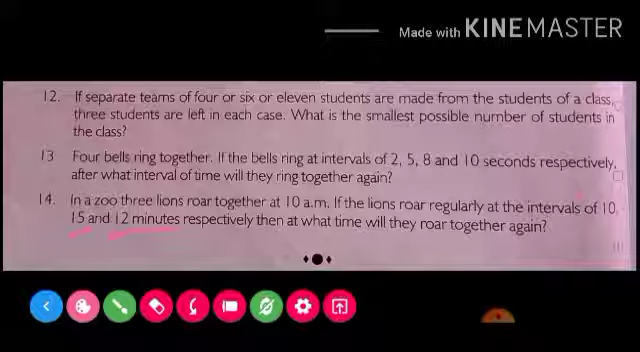 Made with KINEMASTER
12. If separate teams of four or six or eleven students are made from the students of a class,
three students are left in each case. What is the smallest possible number of students in
the class?
13 Four bells ring together. If the bells ring at intervals of 2, 5, 8 and 10 seconds respectively,
after what interval of time will they ring together again?
14. In a zoo three lions roar together at 10 a.m. If the lions roar regularly at the intervals of 10,
15 and 12 minutes respectively then at what time will they roar together again?